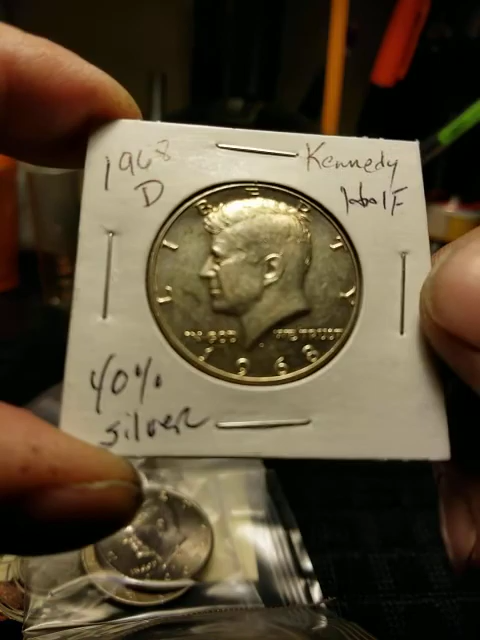 1968 Kennedy
D Half
LIBERTY
IN GOD WE TRUST
1968
40%
silver